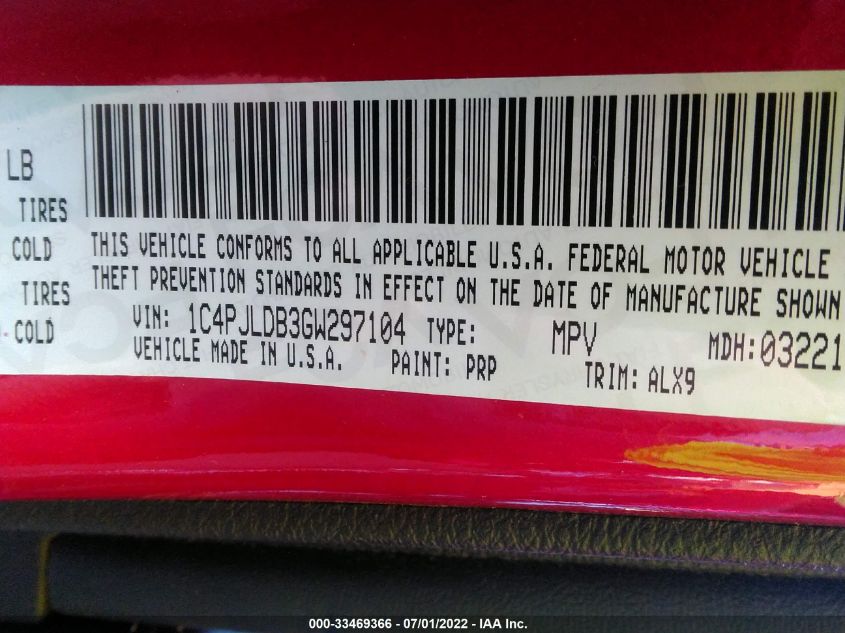 LB
TIRES
COLD
TIRES
COLD
THIS VEHICLE CONFORMS TO ALL APPLICABLE U.S.A. FEDERAL MOTOR VEHICLE
THEFT PREVENTION STANDARDS IN EFFECT ON THE DATE OF MANUFACTURE SHOWN
VIN: 1C4PJLDB3GW297104 TYPE: MPV MDH: 03221
VEHICLE MADE IN U.S.A. PAINT: PRP TRIM: ALX9
000-33469366 - 07/01/2022 - IAA Inc.